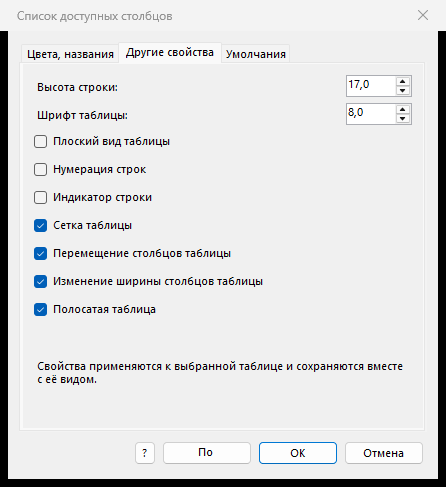 Список доступных столбцов
Цвета, названия Другие свойства Умолчания
Высота строки: 17,0
Шрифт таблицы: 8,0
Плоский вид таблицы
Нумерация строк
Индикатор строки
Сетка таблицы
Перемещение столбцов таблицы
Изменение ширины столбцов таблицы
Полосатая таблица
Свойства применяются к выбранной таблице и сохраняются вместе
с её видом.
? По ОК Отмена